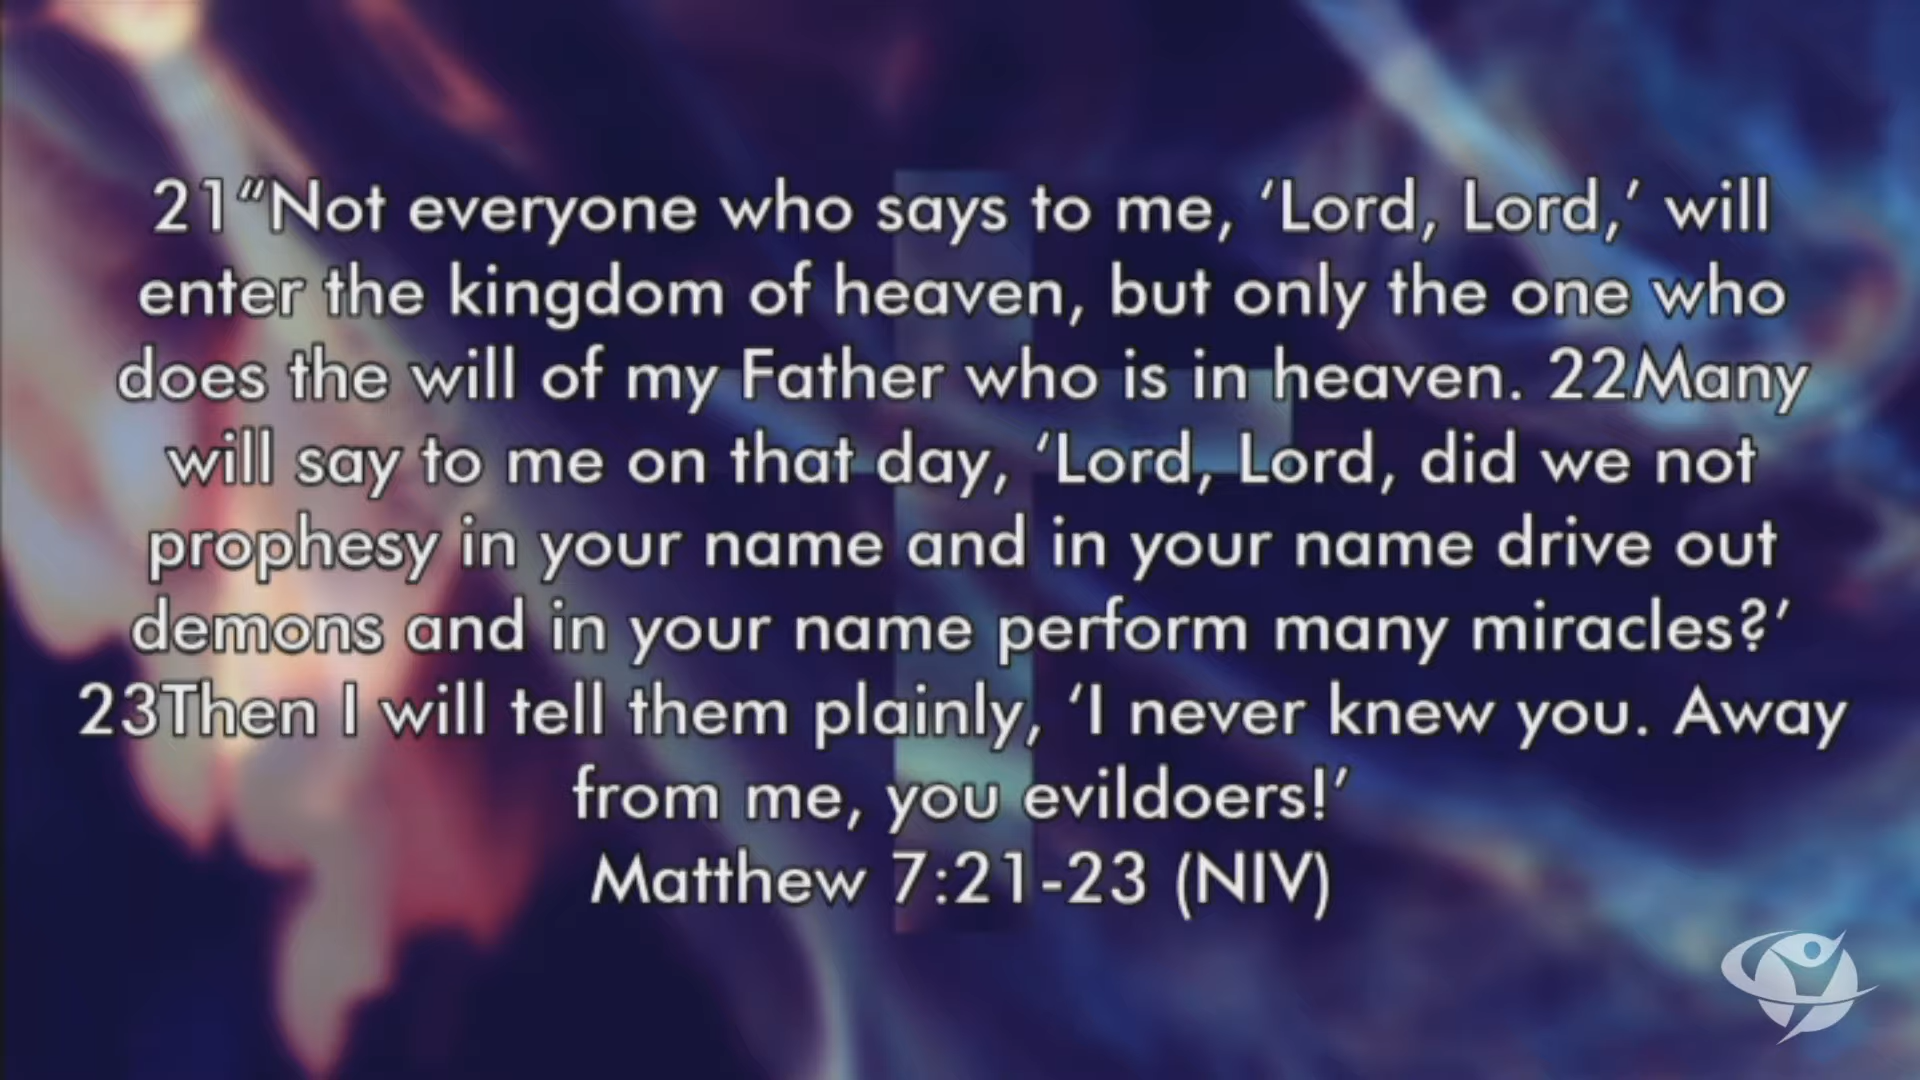 21“Not everyone who says to me, ‘Lord, Lord,’ will
enter the kingdom of heaven, but only the one who
does the will of my Father who is in heaven. 22Many
will say to me on that day, ‘Lord, Lord, did we not
prophesy in your name and in your name drive out
demons and in your name perform many miracles?’
23Then I will tell them plainly, ‘I never knew you. Away
from me, you evildoers!’
Matthew 7:21-23 (NIV)